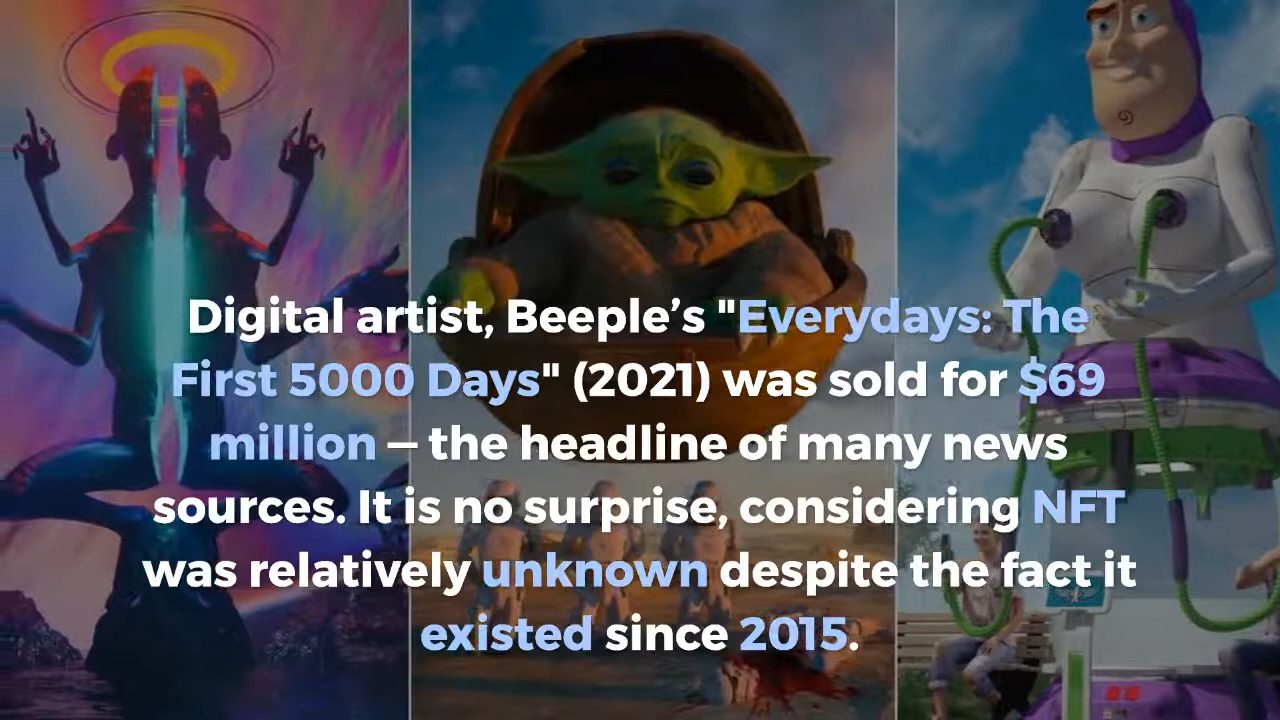 Digital artist, Beeple’s "Everydays: The
First 5000 Days" (2021) was sold for $69
million – the headline of many news
sources. It is no surprise, considering NFT
was relatively unknown despite the fact it
existed since 2015.